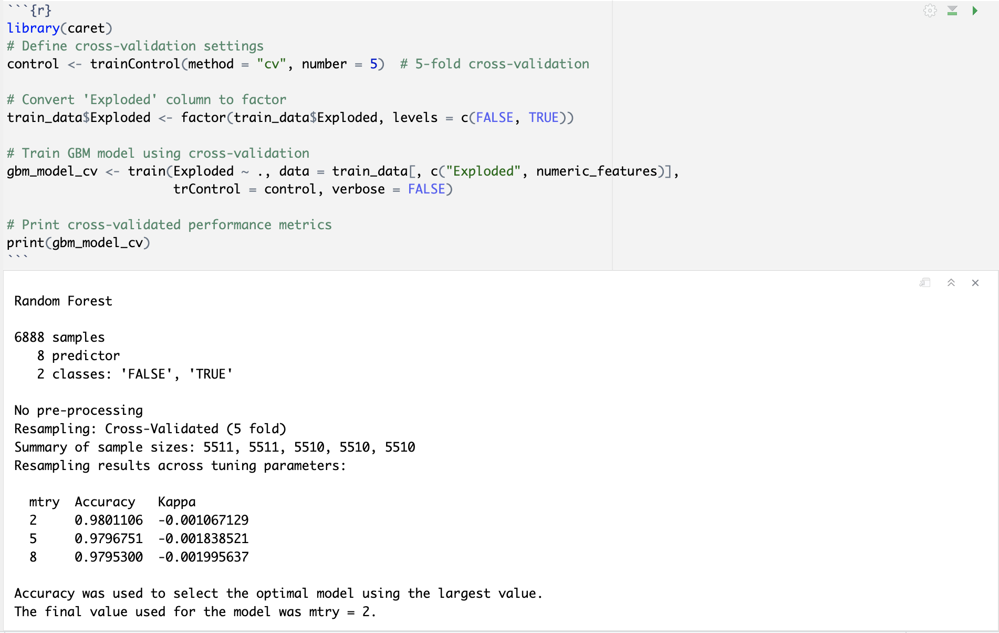 ```{r}
library(caret)
# Define cross-validation settings
control <- trainControl(method = "cv", number = 5)  # 5-fold cross-validation
# Convert 'Exploded' column to factor
train_data$Exploded <- factor(train_data$Exploded, levels = c(FALSE, TRUE))
# Train GBM model using cross-validation
gbm_model_cv <- train(Exploded ~ ., data = train_data[, c("Exploded", numeric_features)],
                      trControl = control, verbose = FALSE)
# Print cross-validated performance metrics
print(gbm_model_cv)
```
Random Forest
6888 samples
   8 predictor
   2 classes: 'FALSE', 'TRUE'
No pre-processing
Resampling: Cross-Validated (5 fold)
Summary of sample sizes: 5511, 5511, 5510, 5510, 5510
Resampling results across tuning parameters:
  mtry  Accuracy   Kappa
  2     0.9801106  -0.001067129
  5     0.9796751  -0.001838521
  8     0.9795300  -0.001995637
Accuracy was used to select the optimal model using the largest value.
The final value used for the model was mtry = 2.